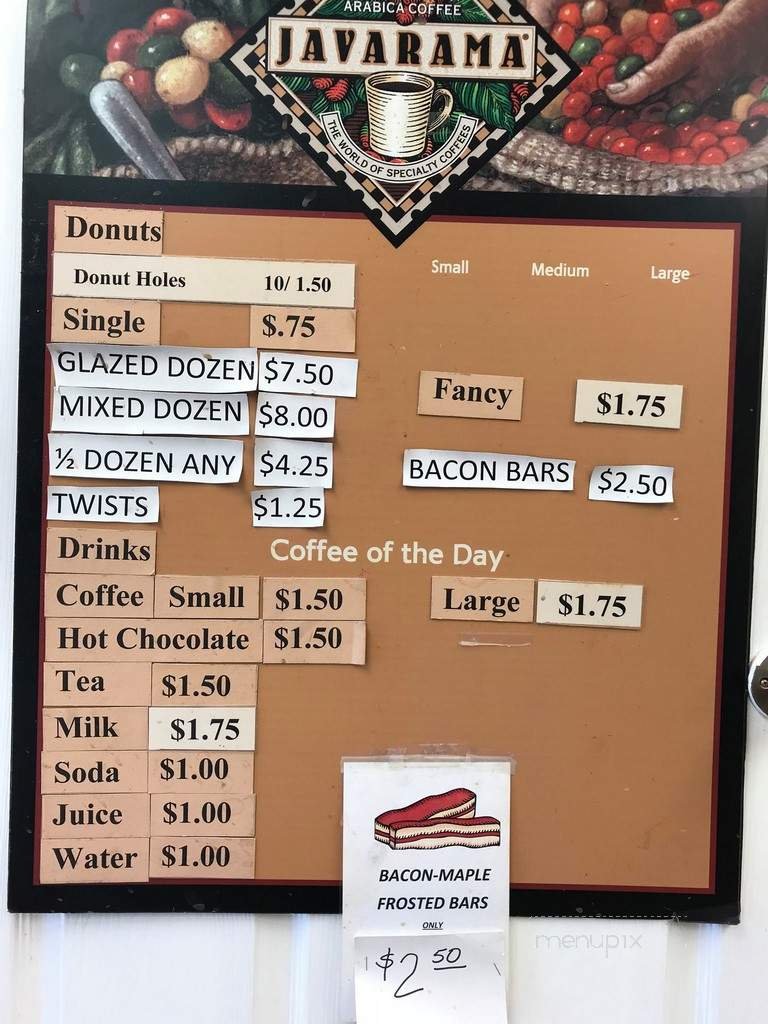 ARABICA COFFEE
JAVARAMA
THE WORLD OF SPECIALTY COFFEES
Donuts
Small Medium Large
Donut Holes 10/ 1.50
Single $.75
GLAZED DOZEN $7.50
Fancy $1.75
MIXED DOZEN $8.00
½ DOZEN ANY $4.25
BACON BARS $2.50
TWISTS $1.25
Drinks
Coffee of the Day
Coffee Small $1.50 Large $1.75
Hot Chocolate $1.50
Tea $1.50
Milk $1.75
Soda $1.00
Juice $1.00
Water $1.00
BACON-MAPLE
FROSTED BARS
ONLY
$2 50
menupix